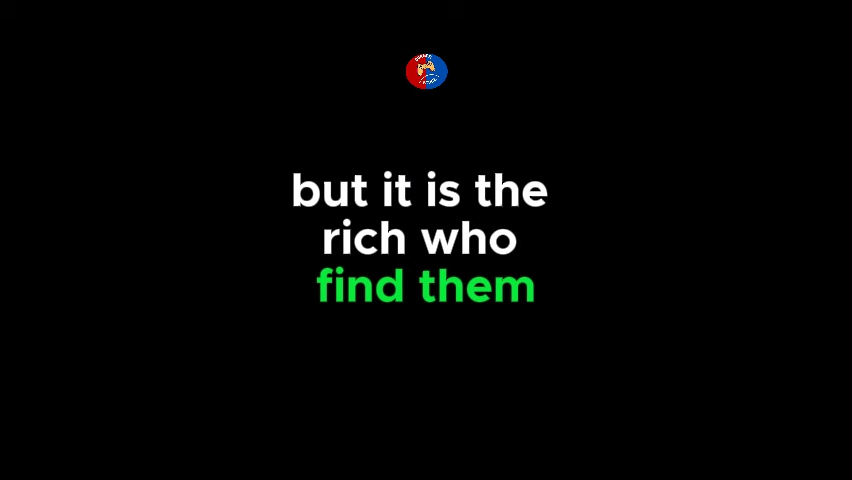 but it is the
rich who
find them